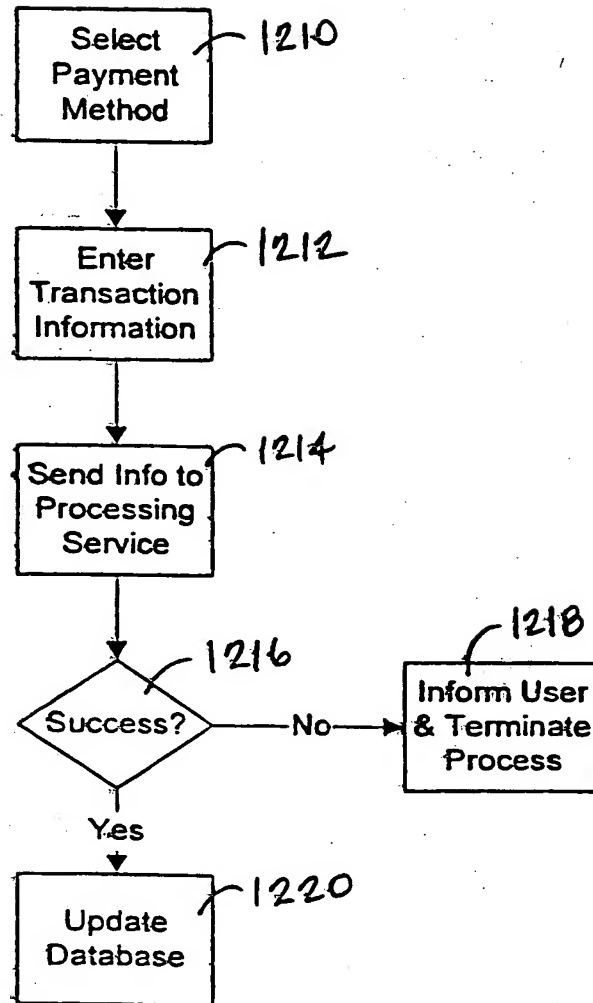 Select
Payment
Method
1210
Enter
Transaction
Information
1212
Send Info to
Processing
Service
1214
Success?
1216
No
Inform User
& Terminate
Process
1218
Yes
Update
Database
1220